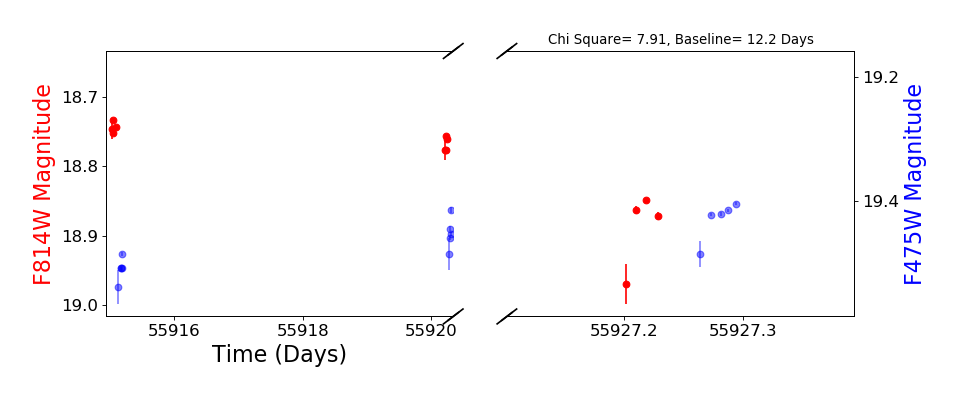 Chi Square= 7.91, Baseline= 12.2 Days
F814W Magnitude
18.7
18.8
18.9
19.0
19.2
19.4
F475W Magnitude
55916
55918
55920
55927.2
55927.3
Time (Days)